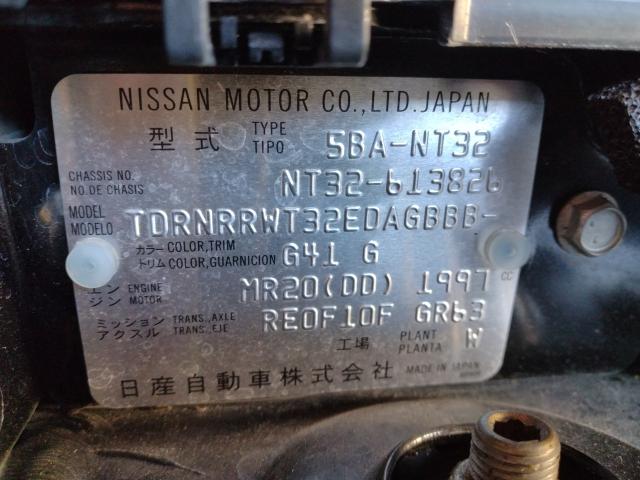 NISSAN MOTOR CO., LTD. JAPAN
型式 TYPE TIPO 5BA-NT32
CHASSIS NO. NO.DE CHASIS NT32-613826
MODEL MODELO TDRNRRWT32EDAGBBB-
カラー COLOR,TRIM トリム COLOR,GUARNICION G41 G
エンジン ENGINE MOTOR MR20(DD) 1997 CC
ミッション アクスル TRANS.,AXLE TRANS.,EJE RE0F10F GR63
工場 PLANT PLANTA W
日産自動車株式会社 MADE IN JAPAN